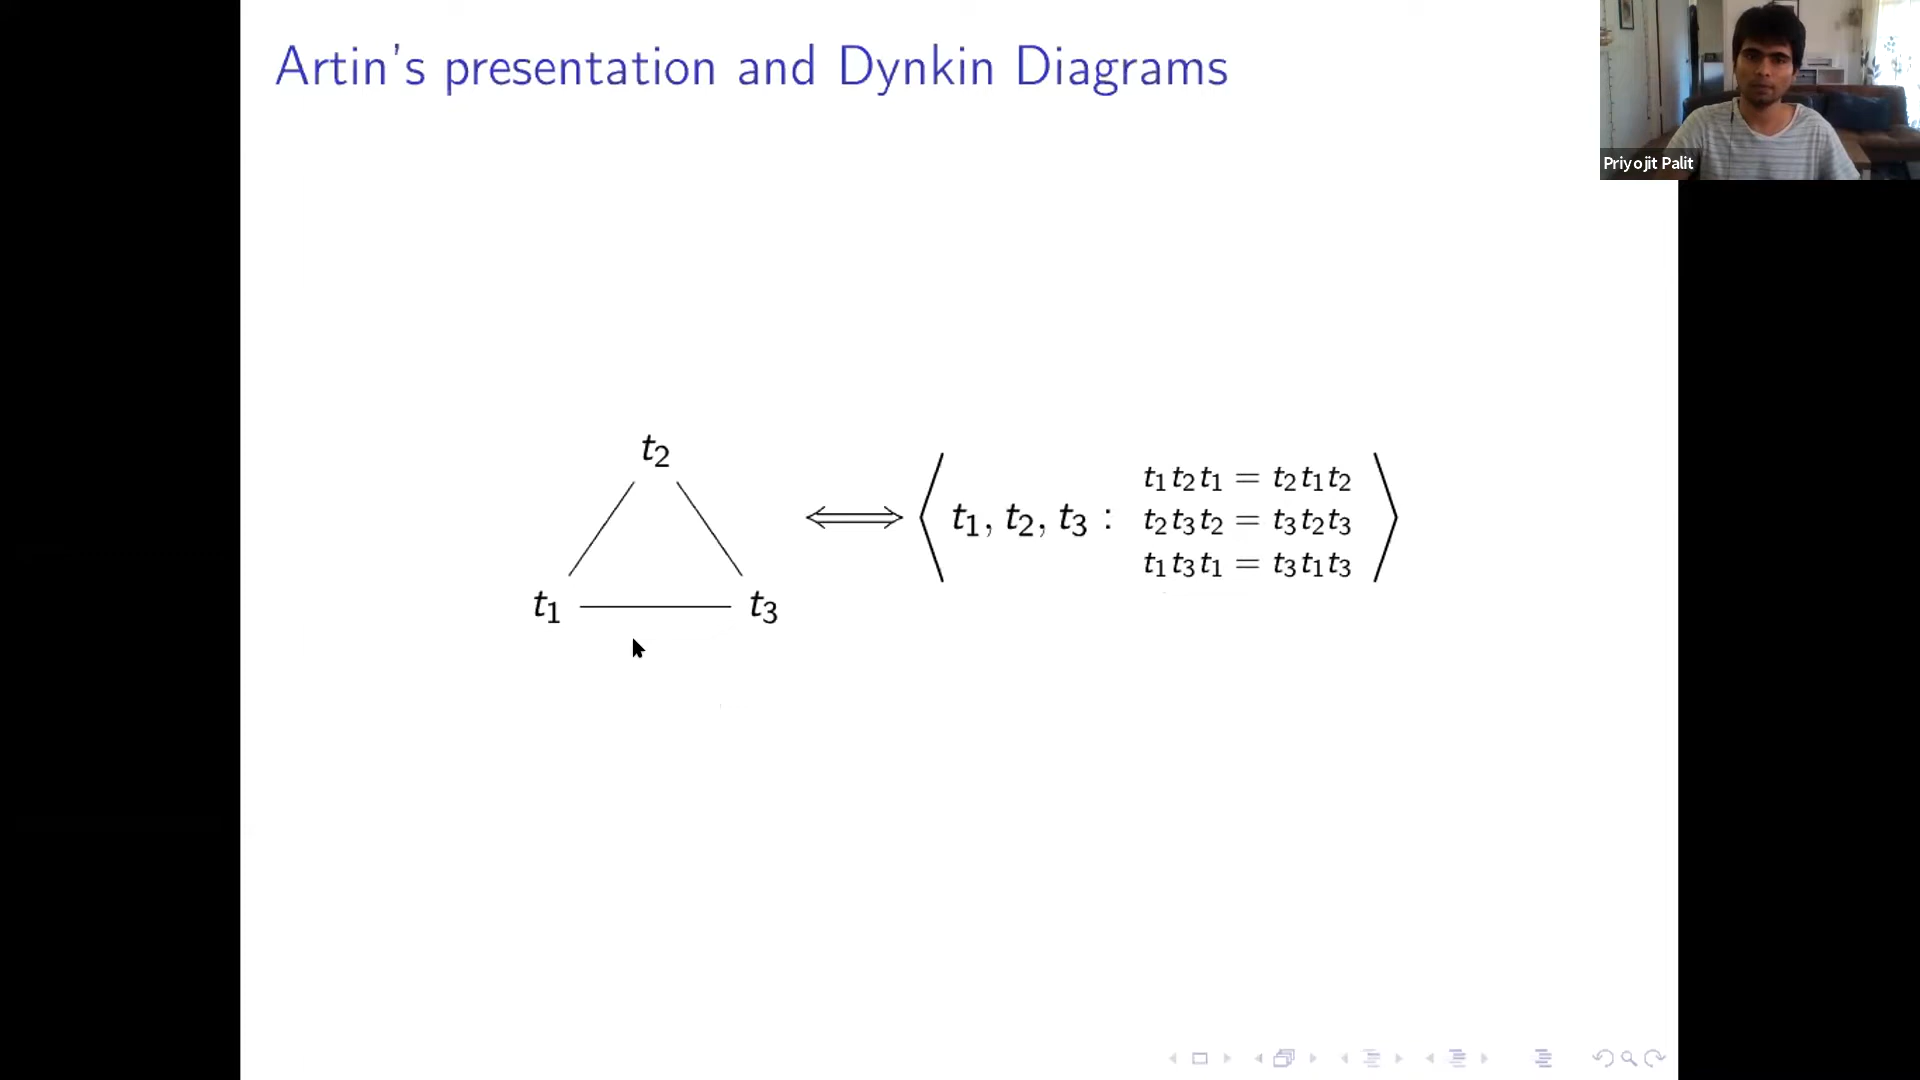 Artin's presentation and Dynkin Diagrams
Priyojit Palit
t₂
t₁ t₃
⟺ ⟨ t₁, t₂, t₃ :
t₁t₂t₁ = t₂t₁t₂
t₂t₃t₂ = t₃t₂t₃
t₁t₃t₁ = t₃t₁t₃ ⟩